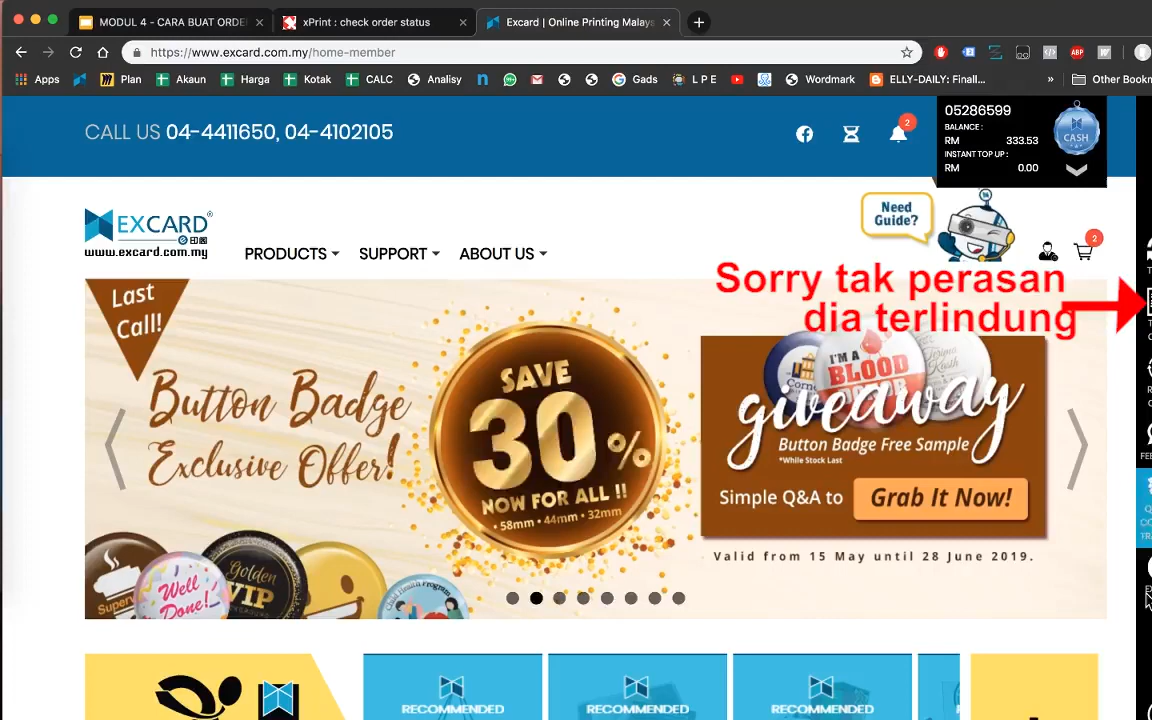 MODUL 4 - CARA BUAT ORDE
xPrint : check order status
Excard | Online Printing Malays
https://www.excard.com.my/home-member
Apps
Plan
Akaun
Harga
Kotak
CALC
Analisy
Gads
L P E
Wordmark
ELLY-DAILY: Finall...
Other Bookm
CALL US 04-4411650, 04-4102105
2
05286599
BALANCE :
RM 333.53
INSTANT TOP UP :
RM 0.00
CASH
EXCARD
印閣
www.excard.com.my
PRODUCTS
SUPPORT
ABOUT US
Need
Guide?
2
Sorry tak perasan
dia terlindung
Last
Call!
Button Badge
Exclusive Offer!
SAVE
30%
NOW FOR ALL !!
• 58mm • 44mm • 32mm
I'M A
BLOOD
giveaway
Button Badge Free Sample
*While Stock Last
Simple Q&A to
Grab It Now!
Valid from 15 May until 28 June 2019.
Well
Done!
Golden
VIP
RECOMMENDED
RECOMMENDED
RECOMMENDED